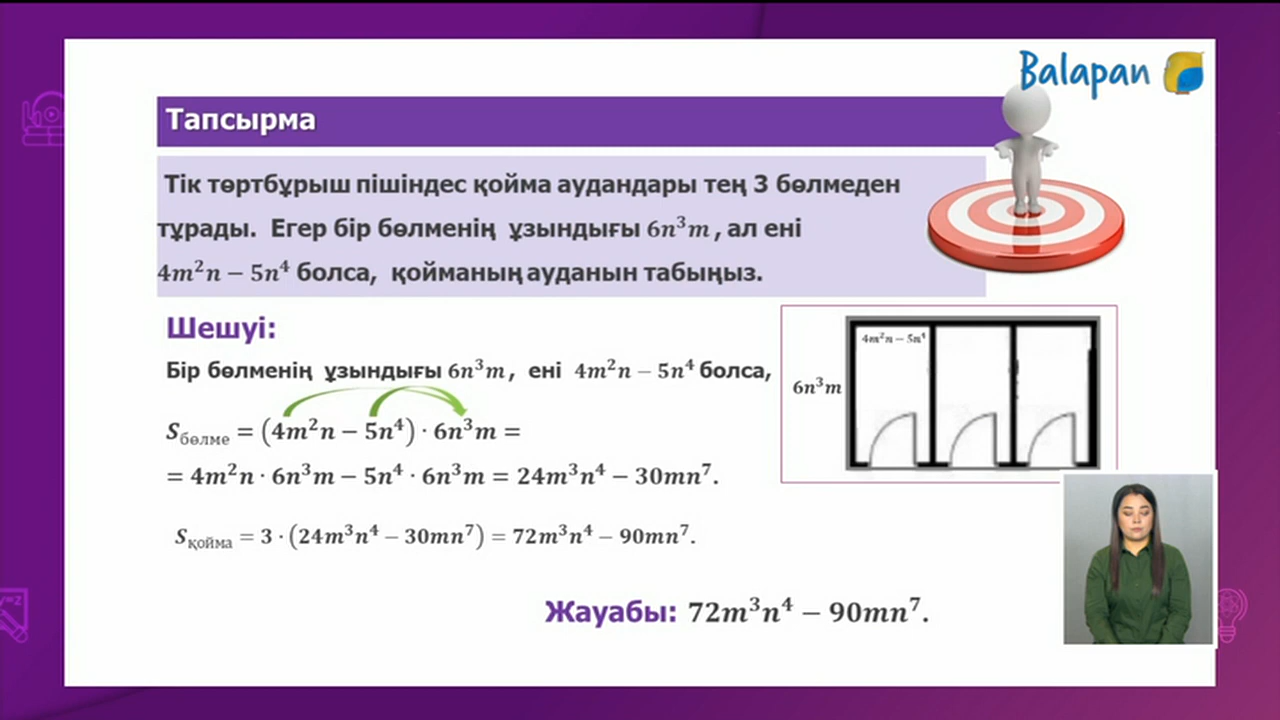 Balapan
Тапсырма
Тік төртбұрыш пішіндес қойма аудандары тең 3 бөлмеден
тұрады. Егер бір бөлменің ұзындығы 6n³m, ал ені
4m²n − 5n⁴ болса, қойманың ауданын табыңыз.
Шешуі:
Бір бөлменің ұзындығы 6n³m, ені 4m²n − 5n⁴ болса,
S бөлме = (4m²n − 5n⁴) · 6n³m =
= 4m²n · 6n³m − 5n⁴ · 6n³m = 24m³n⁴ − 30mn⁷.
S қойма = 3 · (24m³n⁴ − 30mn⁷) = 72m³n⁴ − 90mn⁷.
Жауабы: 72m³n⁴ − 90mn⁷.
4m²n − 5n⁴
6n³m